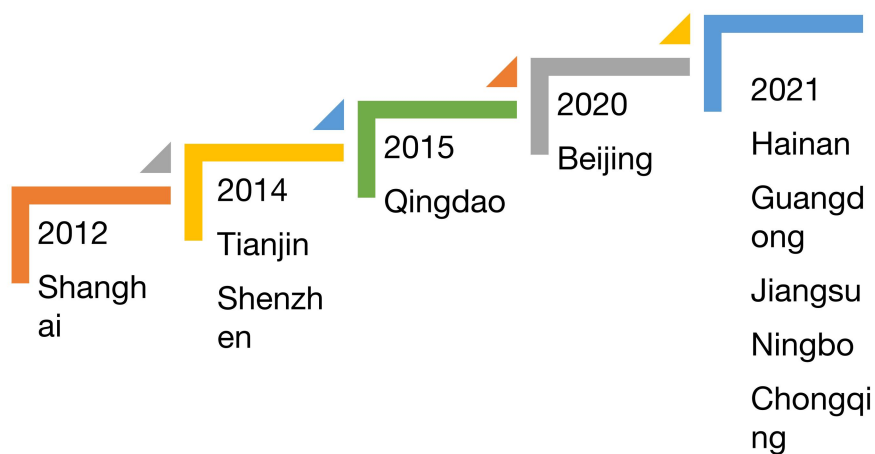 2012
Shangh
ai
2014
Tianjin
Shenzh
en
2015
Qingdao
2020
Beijing
2021
Hainan
Guangd
ong
Jiangsu
Ningbo
Chongqi
ng